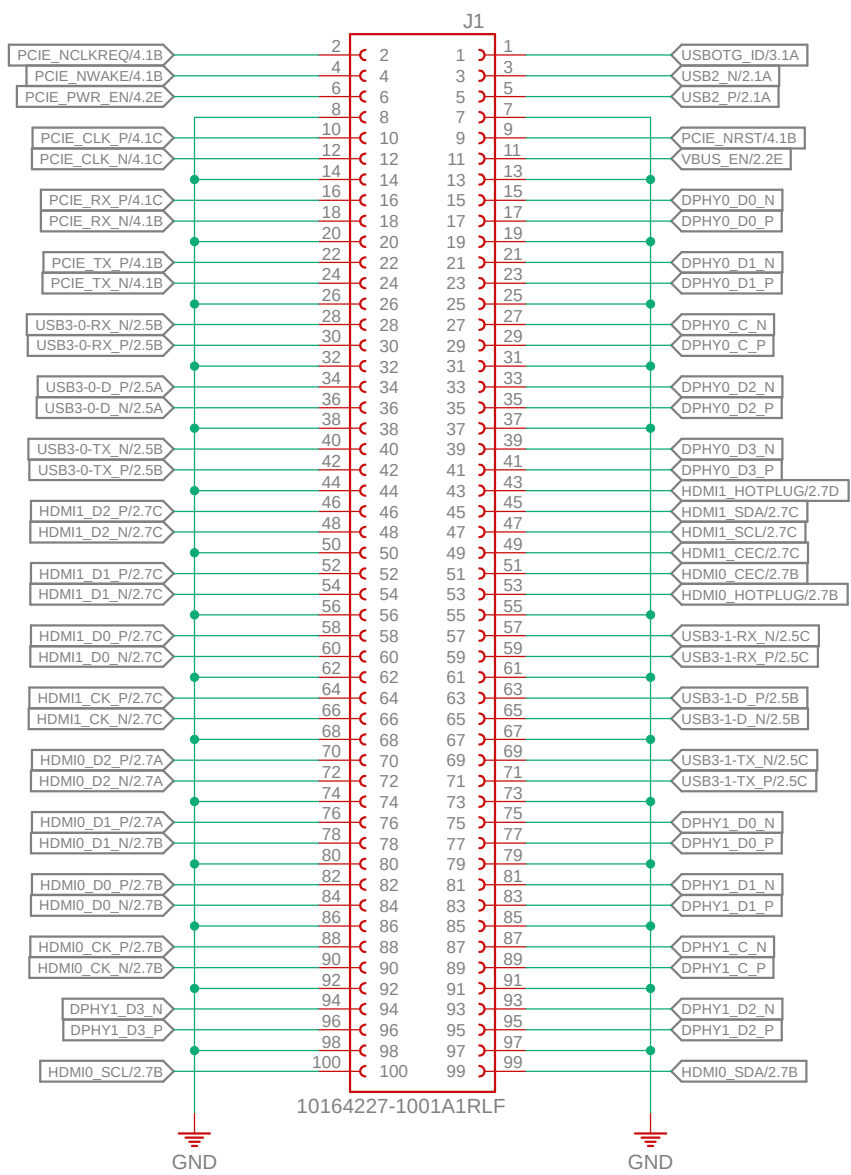 J1
PCIE_NCLKREQ/4.1B 2 2 1 1 USBOTG_ID/3.1A
PCIE_NWAKE/4.1B 4 4 3 3 USB2_N/2.1A
PCIE_PWR_EN/4.2E 6 6 5 5 USB2_P/2.1A
8 8 7 7
PCIE_CLK_P/4.1C 10 10 9 9 PCIE_NRST/4.1B
PCIE_CLK_N/4.1C 12 12 11 11 VBUS_EN/2.2E
14 14 13 13
PCIE_RX_P/4.1C 16 16 15 15 DPHY0_D0_N
PCIE_RX_N/4.1B 18 18 17 17 DPHY0_D0_P
20 20 19 19
PCIE_TX_P/4.1B 22 22 21 21 DPHY0_D1_N
PCIE_TX_N/4.1B 24 24 23 23 DPHY0_D1_P
26 26 25 25
USB3-0-RX_N/2.5B 28 28 27 27 DPHY0_C_N
USB3-0-RX_P/2.5B 30 30 29 29 DPHY0_C_P
32 32 31 31
USB3-0-D_P/2.5A 34 34 33 33 DPHY0_D2_N
USB3-0-D_N/2.5A 36 36 35 35 DPHY0_D2_P
38 38 37 37
USB3-0-TX_N/2.5B 40 40 39 39 DPHY0_D3_N
USB3-0-TX_P/2.5B 42 42 41 41 DPHY0_D3_P
44 44 43 43 HDMI1_HOTPLUG/2.7D
HDMI1_D2_P/2.7C 46 46 45 45 HDMI1_SDA/2.7C
HDMI1_D2_N/2.7C 48 48 47 47 HDMI1_SCL/2.7C
50 50 49 49 HDMI1_CEC/2.7C
HDMI1_D1_P/2.7C 52 52 51 51 HDMI0_CEC/2.7B
HDMI1_D1_N/2.7C 54 54 53 53 HDMI0_HOTPLUG/2.7B
56 56 55 55
HDMI1_D0_P/2.7C 58 58 57 57 USB3-1-RX_N/2.5C
HDMI1_D0_N/2.7C 60 60 59 59 USB3-1-RX_P/2.5C
62 62 61 61
HDMI1_CK_P/2.7C 64 64 63 63 USB3-1-D_P/2.5B
HDMI1_CK_N/2.7C 66 66 65 65 USB3-1-D_N/2.5B
68 68 67 67
HDMI0_D2_P/2.7A 70 70 69 69 USB3-1-TX_N/2.5C
HDMI0_D2_N/2.7A 72 72 71 71 USB3-1-TX_P/2.5C
74 74 73 73
HDMI0_D1_P/2.7A 76 76 75 75 DPHY1_D0_N
HDMI0_D1_N/2.7B 78 78 77 77 DPHY1_D0_P
80 80 79 79
HDMI0_D0_P/2.7B 82 82 81 81 DPHY1_D1_N
HDMI0_D0_N/2.7B 84 84 83 83 DPHY1_D1_P
86 86 85 85
HDMI0_CK_P/2.7B 88 88 87 87 DPHY1_C_N
HDMI0_CK_N/2.7B 90 90 89 89 DPHY1_C_P
92 92 91 91
DPHY1_D3_N 94 94 93 93 DPHY1_D2_N
DPHY1_D3_P 96 96 95 95 DPHY1_D2_P
98 98 97 97
HDMI0_SCL/2.7B 100 100 99 99 HDMI0_SDA/2.7B
10164227-1001A1RLF
GND GND